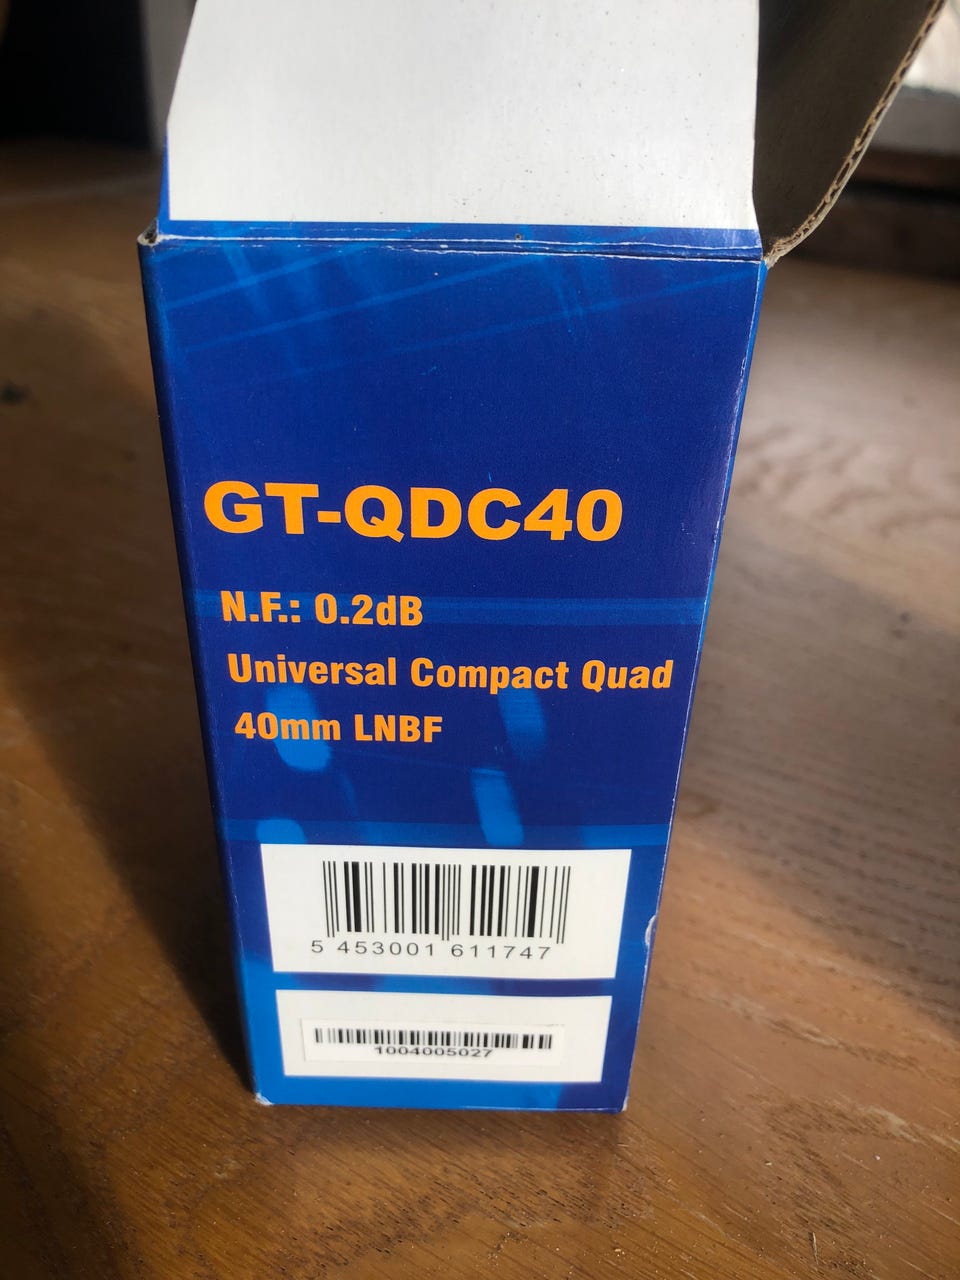 GT-QDC40
N.F.: 0.2dB
Universal Compact Quad
40mm LNBF
5 453001 611747
1004005027